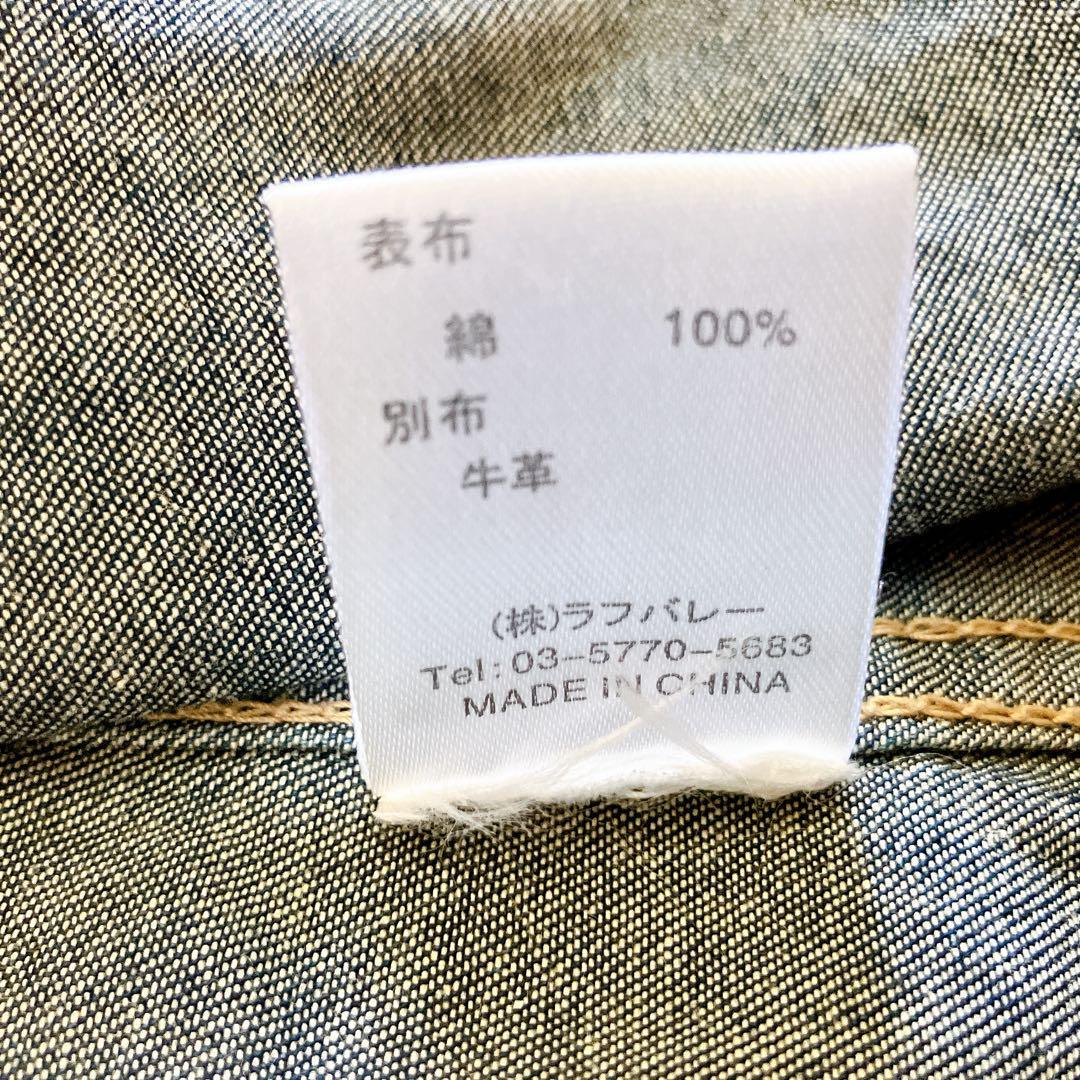 表布
綿 100%
別布
牛革
(株)ラフバレー
Tel: 03-5770-5683
MADE IN CHINA